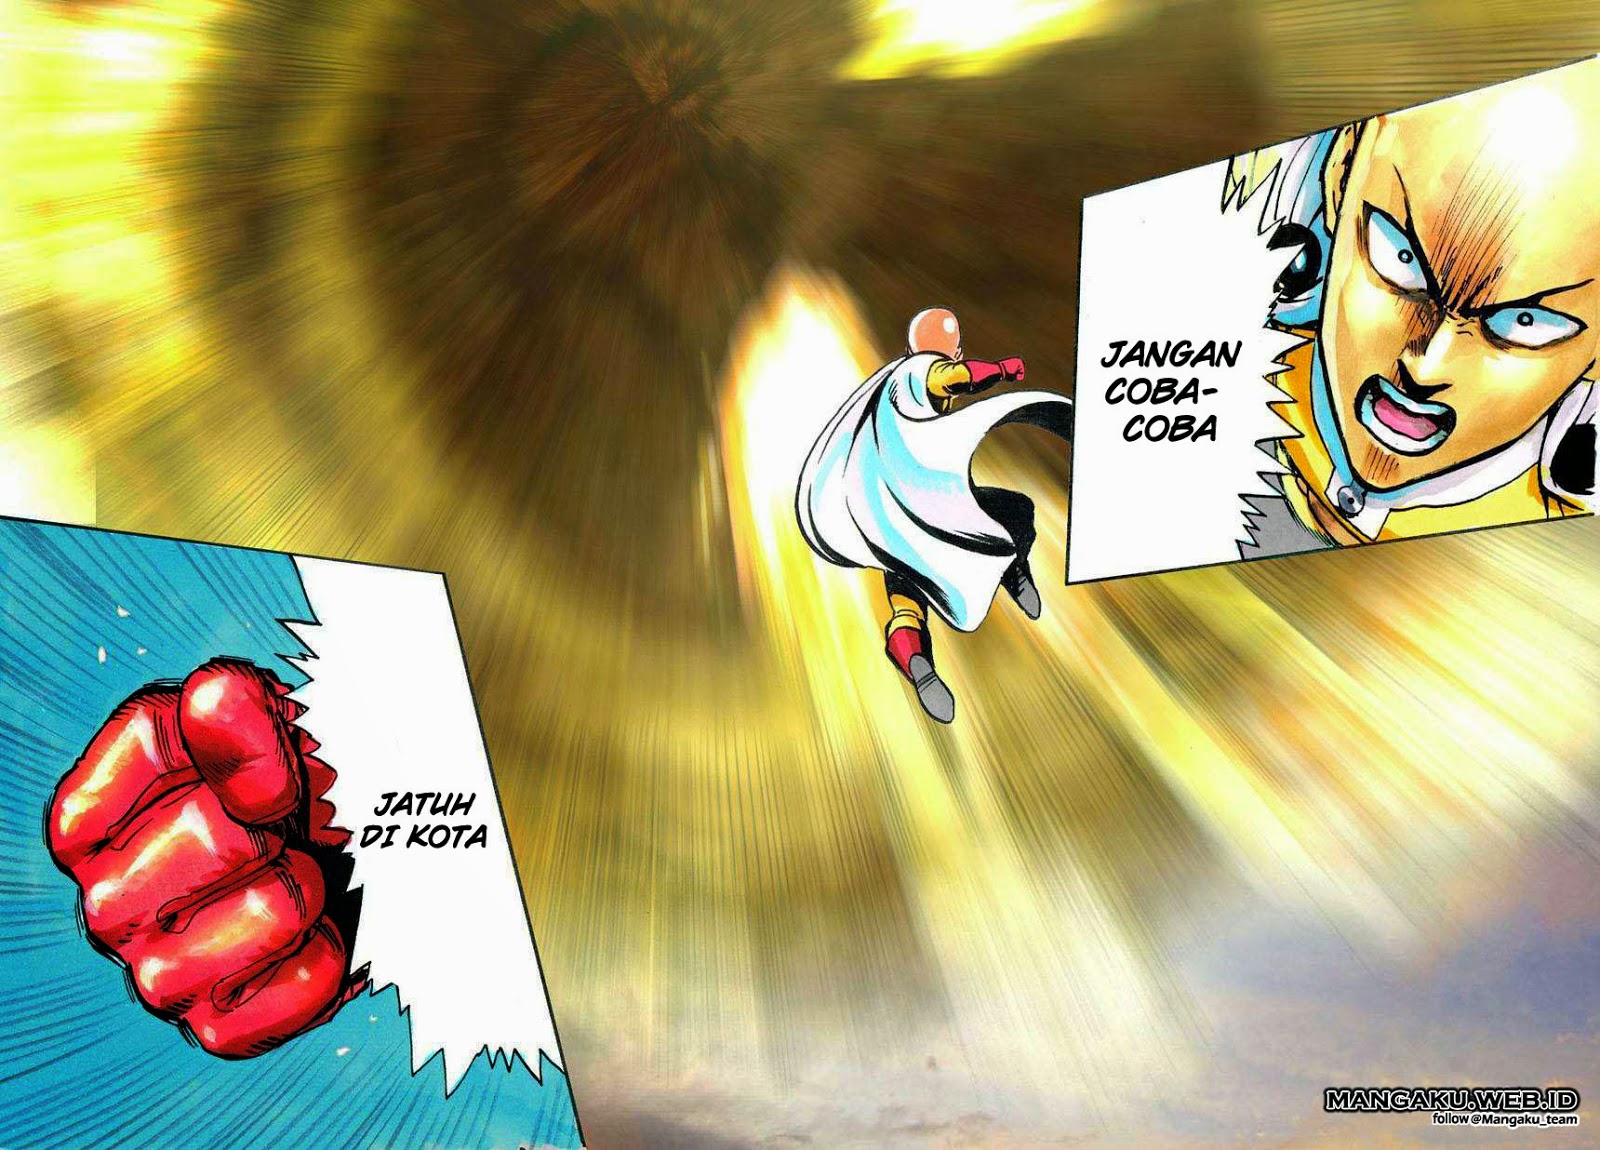 JANGAN
COBA-
COBA
JATUH
DI KOTA
MANGAKU.WEB.ID
follow @Mangaku_team